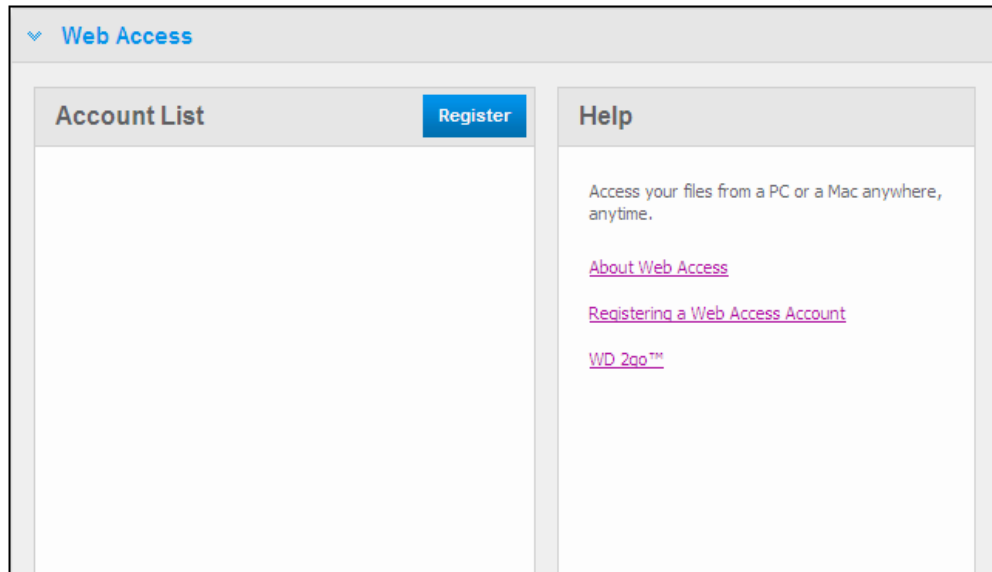 Web Access
Account List
Register
Help
Access your files from a PC or a Mac anywhere,
anytime.
About Web Access
Registering a Web Access Account
WD 2go™